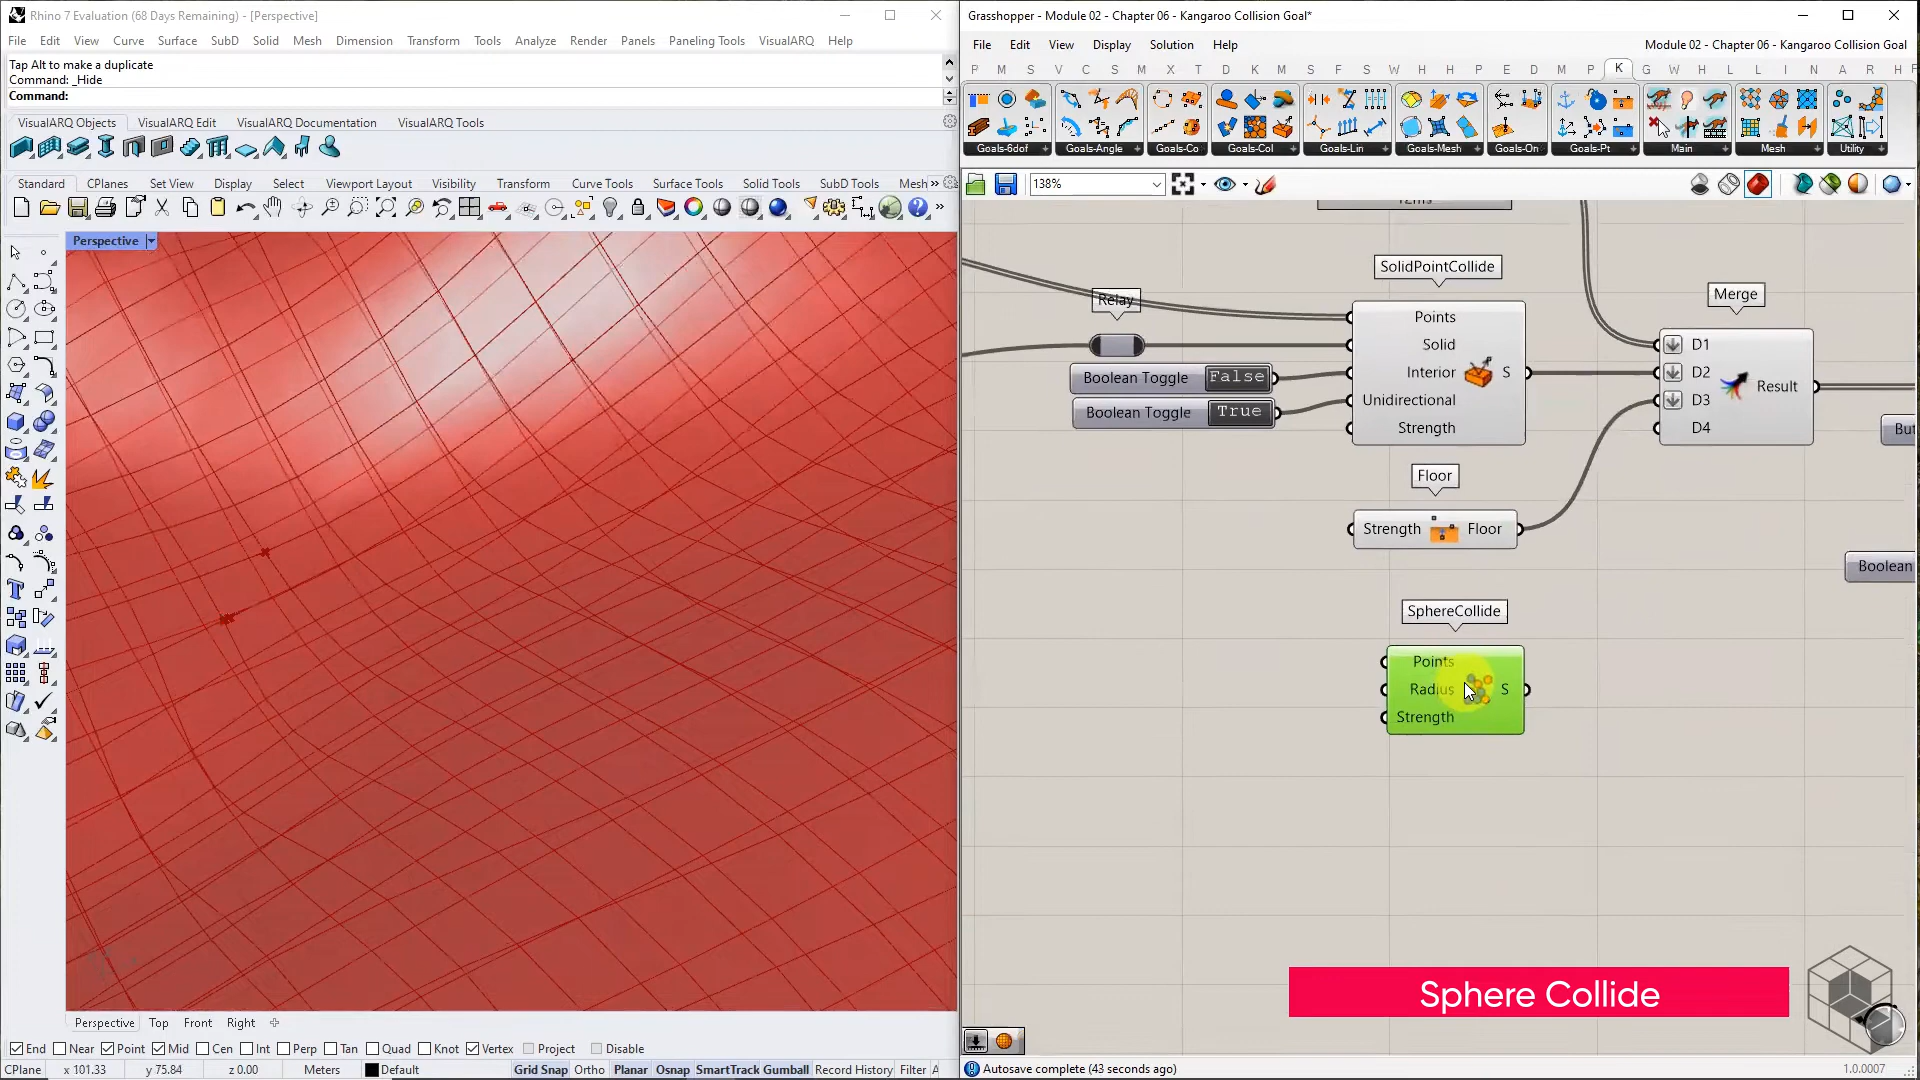 Rhino 7 Evaluation (68 Days Remaining) - [Perspective]
File Edit View Curve Surface SubD Solid Mesh Dimension Transform Tools Analyze Render Panels Paneling Tools VisualARQ Help
Tap Alt to make a duplicate
Command: _Hide
Command:
VisualARQ Objects VisualARQ Edit VisualARQ Documentation VisualARQ Tools
Standard CPlanes Set View Display Select Viewport Layout Visibility Transform Curve Tools Surface Tools Solid Tools SubD Tools Mesh »
Perspective
Perspective Top Front Right
End Near Point Mid Cen Int Perp Tan Quad Knot Vertex Project Disable
CPlane x 101.33 y 75.84 z 0.00 Meters Default Grid Snap Ortho Planar Osnap SmartTrack Gumball Record History Filter A
Grasshopper - Module 02 - Chapter 06 - Kangaroo Collision Goal*
File Edit View Display Solution Help Module 02 - Chapter 06 - Kangaroo Collision Goal
P M S V C S M X T D K M S F S W H H P E D M P K G W H L L I N A R H F
Goals-6dof Goals-Angle Goals-Co Goals-Col Goals-Lin Goals-Mesh Goals-On Goals-Pt Main Mesh Utility
138%
SolidPointCollide
Relay
Merge
Points
Solid
Interior S
Unidirectional
Strength
Boolean Toggle False
Boolean Toggle True
D1
D2
D3
D4
Result
But
Floor
Strength Floor
Boolean
SphereCollide
Points
Radius S
Strength
Sphere Collide
Autosave complete (43 seconds ago)
1.0.0007